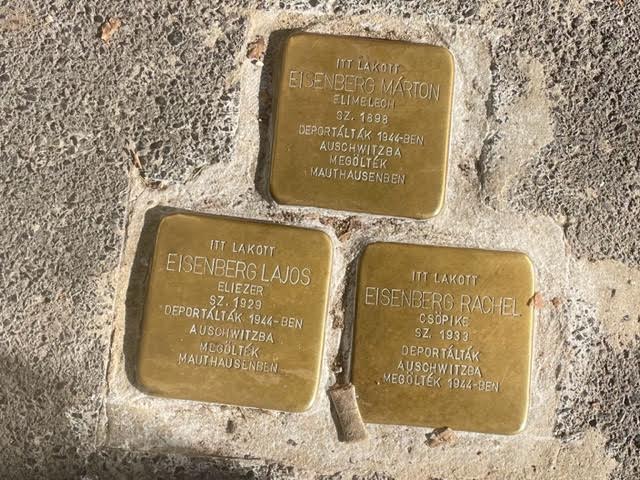 ITT LAKOTT
EISENBERG MÁRTON
ELIMELECH
SZ. 1898
DEPORTÁLTÁK 1944-BEN
AUSCHWITZBA
MEGÖLTÉK
MAUTHAUSENBEN
ITT LAKOTT
EISENBERG LAJOS
ELIEZER
SZ. 1929
DEPORTÁLTÁK 1944-BEN
AUSCHWITZBA
MEGÖLTÉK
MAUTHAUSENBEN
ITT LAKOTT
EISENBERG RACHEL
CSÖPIKE
SZ. 1933
DEPORTÁLTÁK
AUSCHWITZBA
MEGÖLTÉK 1944-BEN